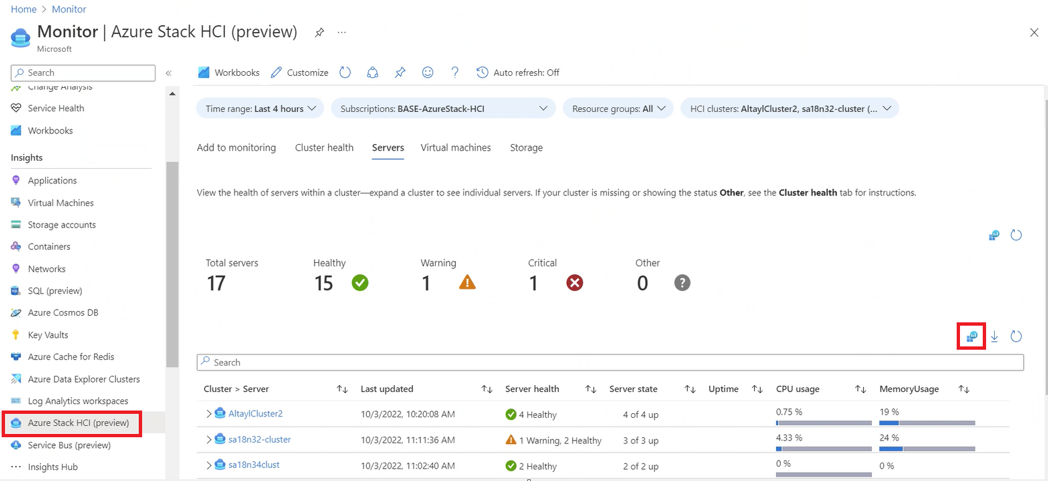 Home > Monitor
Monitor | Azure Stack HCI (preview)
Microsoft
Search
«
Change Analysis
Service Health
Workbooks
Insights
Applications
Virtual Machines
Storage accounts
Containers
Networks
SQL (preview)
Azure Cosmos DB
Key Vaults
Azure Cache for Redis
Azure Data Explorer Clusters
Log Analytics workspaces
Azure Stack HCI (preview)
Service Bus (preview)
Insights Hub
Workbooks Customize Auto refresh: Off
Time range: Last 4 hours Subscriptions: BASE-AzureStack-HCI Resource groups: All HCI clusters: AltaylCluster2, sa18n32-cluster (...
Add to monitoring Cluster health Servers Virtual machines Storage
View the health of servers within a cluster—expand a cluster to see individual servers. If your cluster is missing or showing the status Other, see the Cluster health tab for instructions.
Total servers Healthy Warning Critical Other
17 15 1 1 0
Search
Cluster > Server Last updated Server health Server state Uptime CPU usage MemoryUsage
AltaylCluster2 10/3/2022, 10:20:08 AM 4 Healthy 4 of 4 up 0.75 % 19 %
sa18n32-cluster 10/3/2022, 11:11:36 AM 1 Warning, 2 Healthy 3 of 3 up 4.33 % 24 %
sa18n34clust 10/3/2022, 11:02:40 AM 2 Healthy 2 of 2 up 0 % 0 %